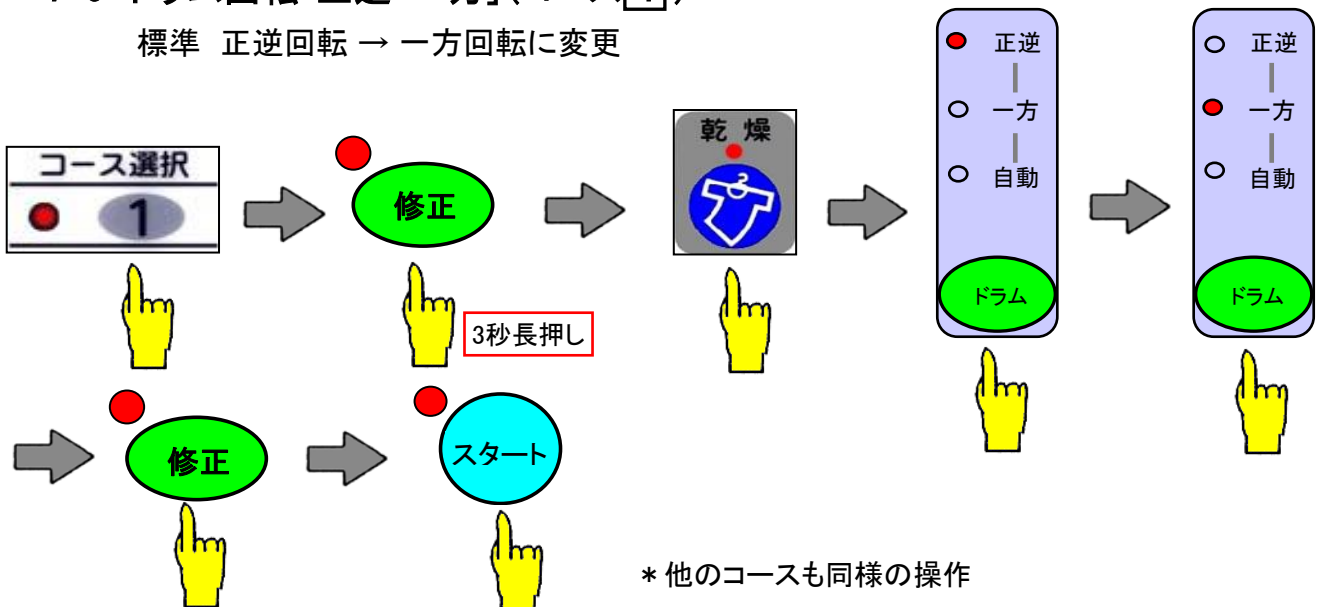 標準 正逆回転 → 一方回転に変更
コース選択
1
修正
3秒長押し
乾 燥
正逆
一方
自動
ドラム
正逆
一方
自動
ドラム
修正
スタート
*他のコースも同様の操作